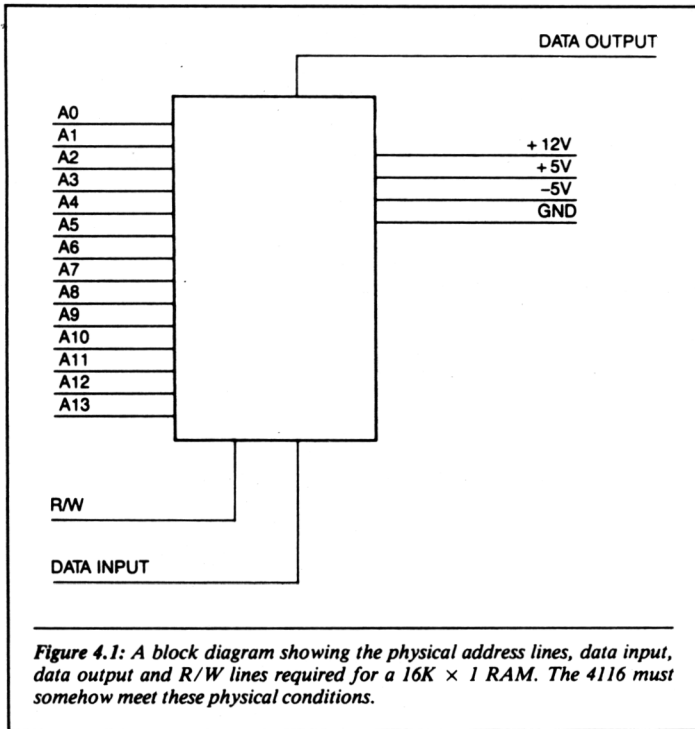 DATA OUTPUT
A0
A1
A2
A3
A4
A5
A6
A7
A8
A9
A10
A11
A12
A13
+ 12V
+ 5V
–5V
GND
R/W
DATA INPUT
Figure 4.1: A block diagram showing the physical address lines, data input,
data output and R/W lines required for a 16K × 1 RAM. The 4116 must
somehow meet these physical conditions.